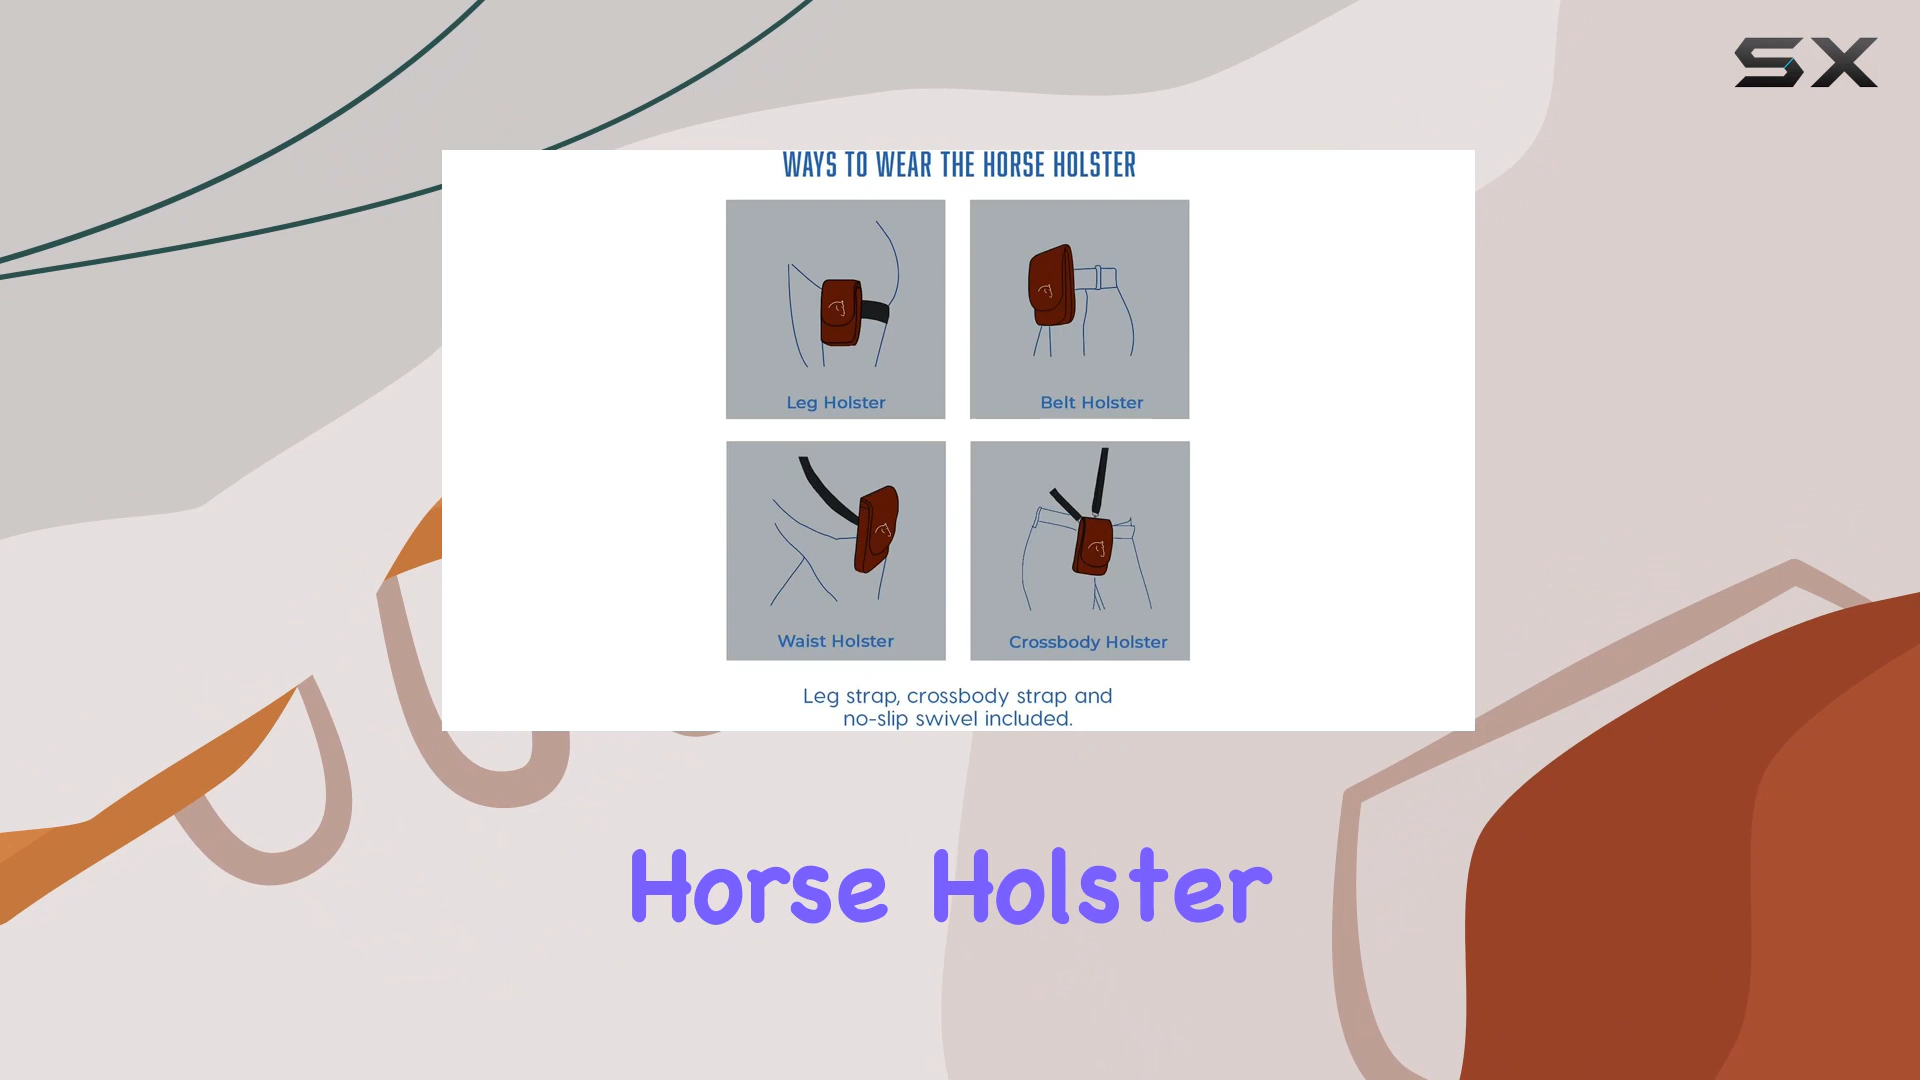 SX
WAYS TO WEAR THE HORSE HOLSTER
Leg Holster
Belt Holster
Waist Holster
Crossbody Holster
Leg strap, crossbody strap and
no-slip swivel included.
Horse Holster